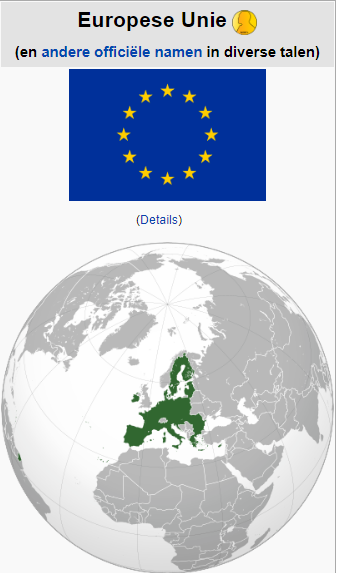 Europese Unie
(en andere officiële namen in diverse talen)
(Details)